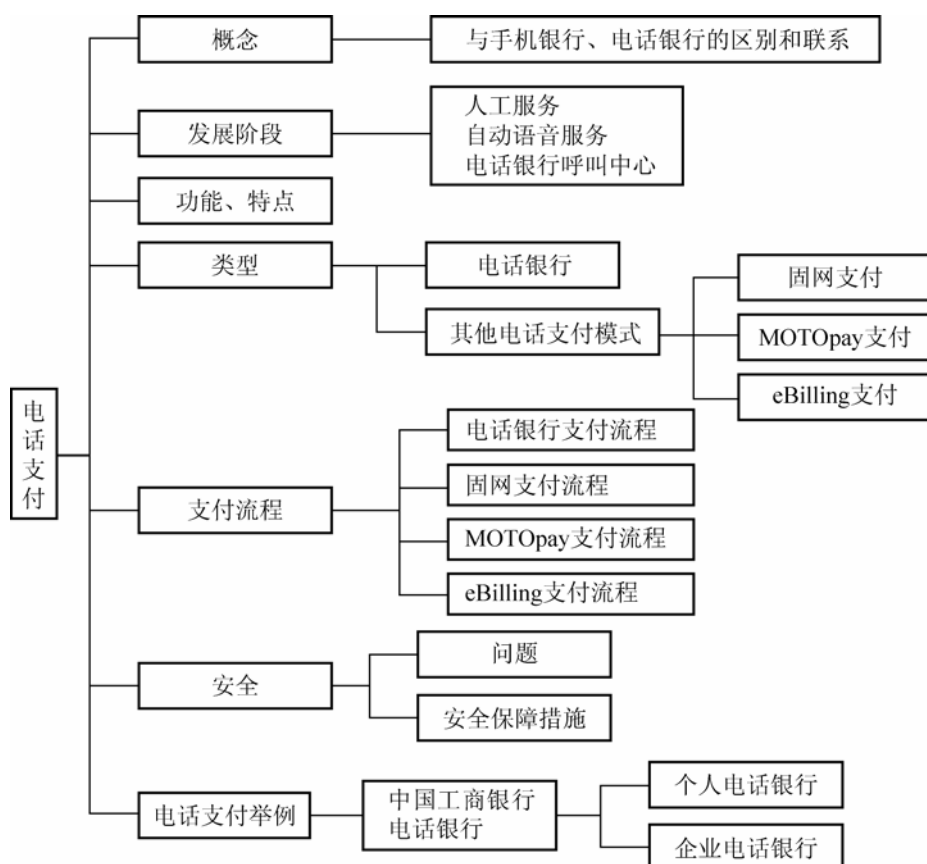 概念
与手机银行、电话银行的区别和联系
发展阶段
人工服务
自动语音服务
电话银行呼叫中心
功能、特点
类型
电话银行
其他电话支付模式
固网支付
MOTOpay支付
eBilling支付
电
话
支
付
支付流程
电话银行支付流程
固网支付流程
MOTOpay支付流程
eBilling支付流程
安全
问题
安全保障措施
电话支付举例
中国工商银行
电话银行
个人电话银行
企业电话银行